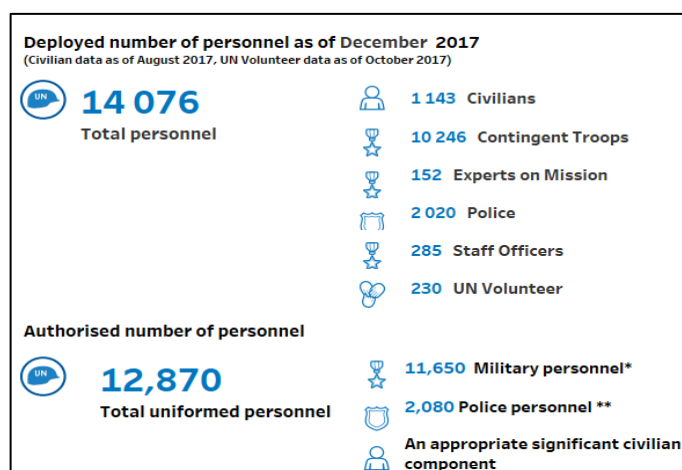 Deployed number of personnel as of December 2017
(Civilian data as of August 2017, UN Volunteer data as of October 2017)
UN
14 076
Total personnel
1 143 Civilians
10 246 Contingent Troops
152 Experts on Mission
2 020 Police
285 Staff Officers
230 UN Volunteer
Authorised number of personnel
UN
12,870
Total uniformed personnel
11,650 Military personnel*
2,080 Police personnel **
An appropriate significant civilian
component